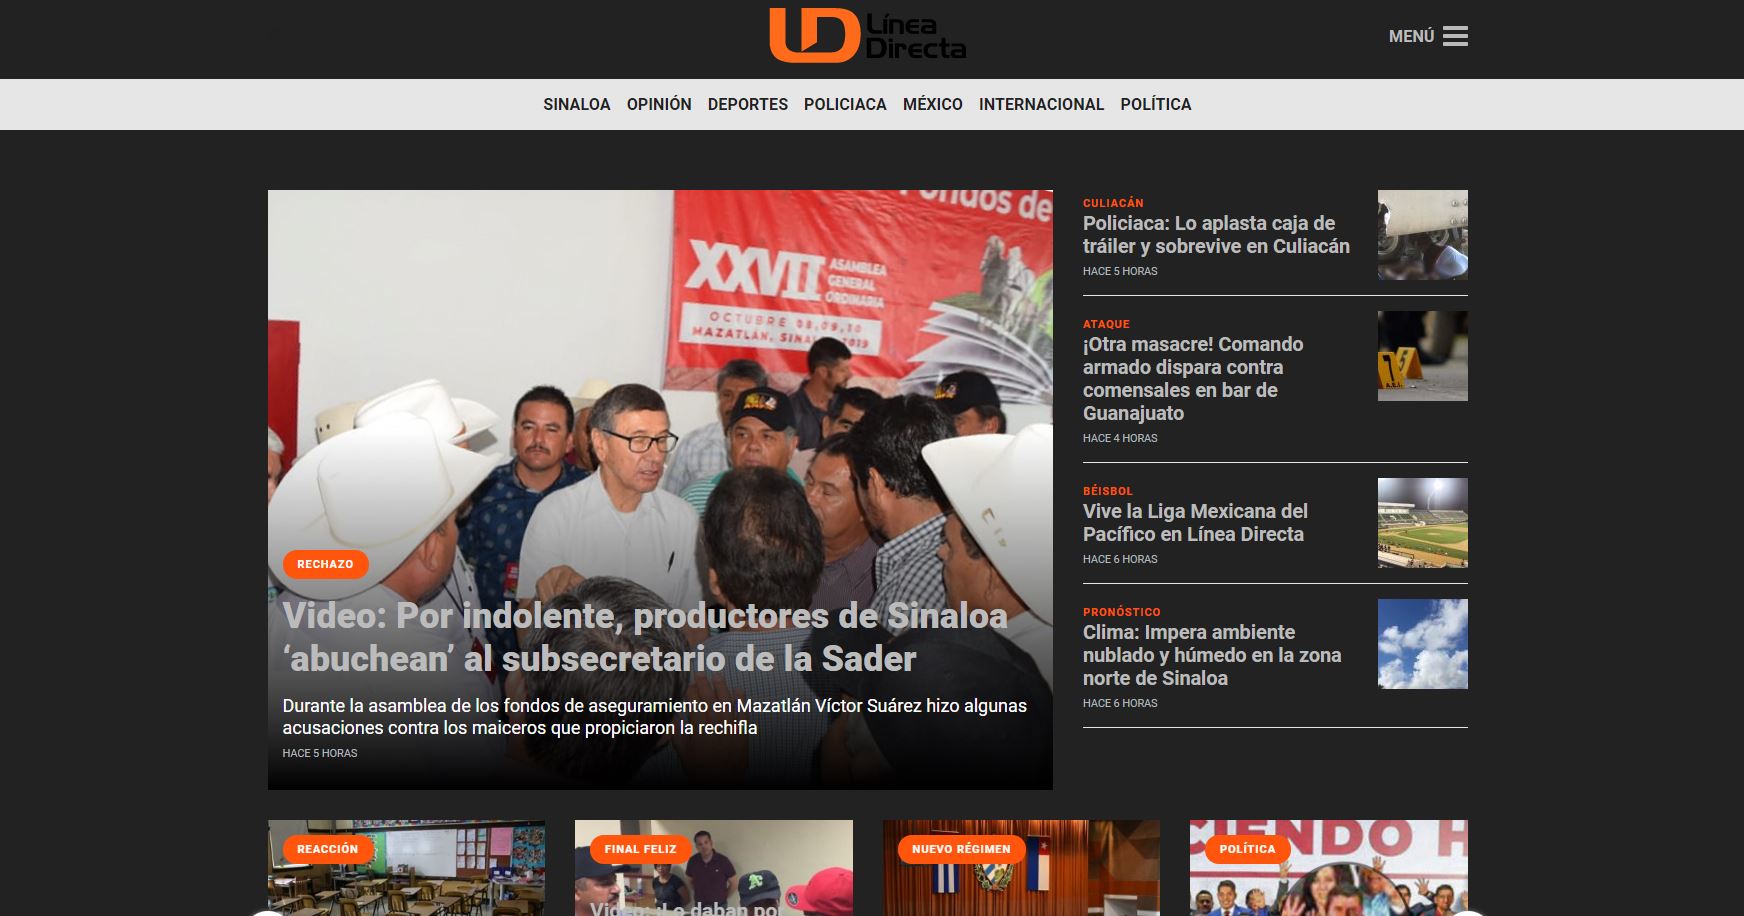 Línea
Directa
MENÚ
SINALOA OPINIÓN DEPORTES POLICIACA MÉXICO INTERNACIONAL POLÍTICA
Fondos de
XXVII ASAMBLEA
GENERAL
ORDINARIA
OCTUBRE 08,09,10
MAZATLÁN, SINALOA 2019
RECHAZO
Video: Por indolente, productores de Sinaloa
‘abuchean’ al subsecretario de la Sader
Durante la asamblea de los fondos de aseguramiento en Mazatlán Víctor Suárez hizo algunas
acusaciones contra los maiceros que propiciaron la rechifla
HACE 5 HORAS
CULIACÁN
Policiaca: Lo aplasta caja de
tráiler y sobrevive en Culiacán
HACE 5 HORAS
ATAQUE
¡Otra masacre! Comando
armado dispara contra
comensales en bar de
Guanajuato
HACE 4 HORAS
BÉISBOL
Vive la Liga Mexicana del
Pacífico en Línea Directa
HACE 6 HORAS
PRONÓSTICO
Clima: Impera ambiente
nublado y húmedo en la zona
norte de Sinaloa
HACE 6 HORAS
REACCIÓN
FINAL FELIZ
Video: ¡Lo daban por
NUEVO RÉGIMEN
CIENDO H
POLÍTICA